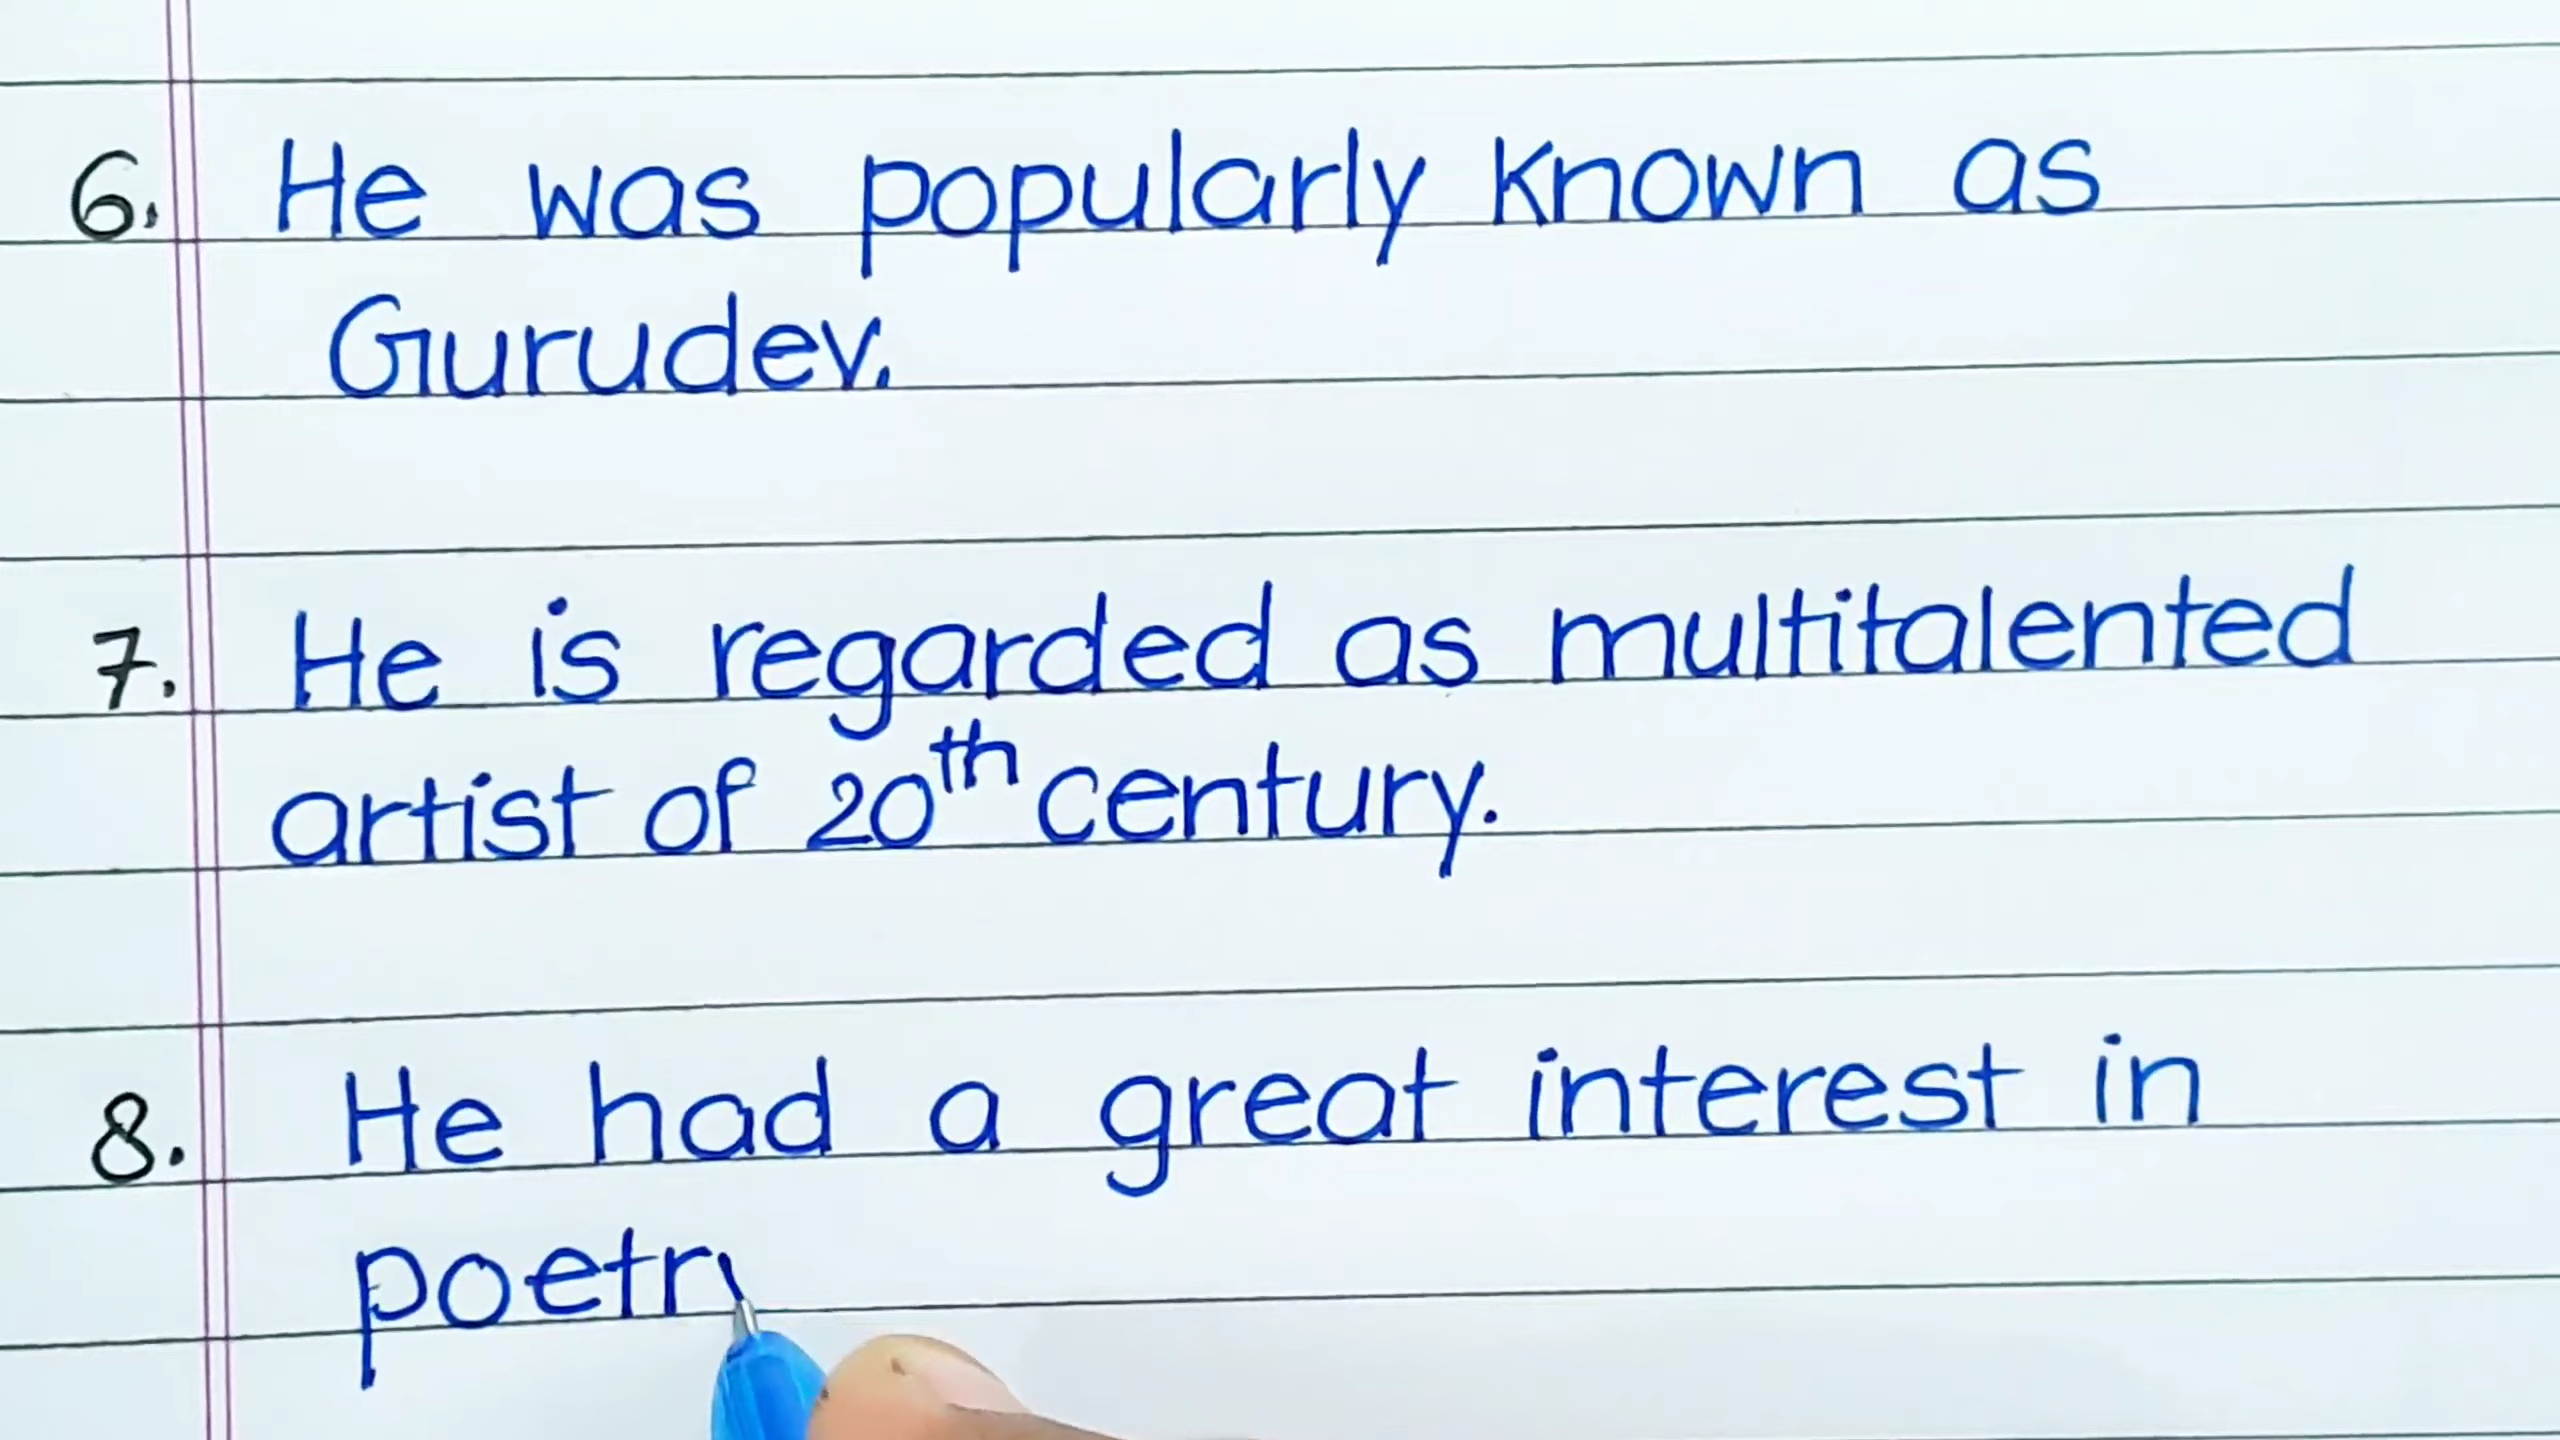 6. He was popularly known as
Gurudev.
7. He is regarded as multitalented
artist of 20th century.
8. He had a great interest in
poetr